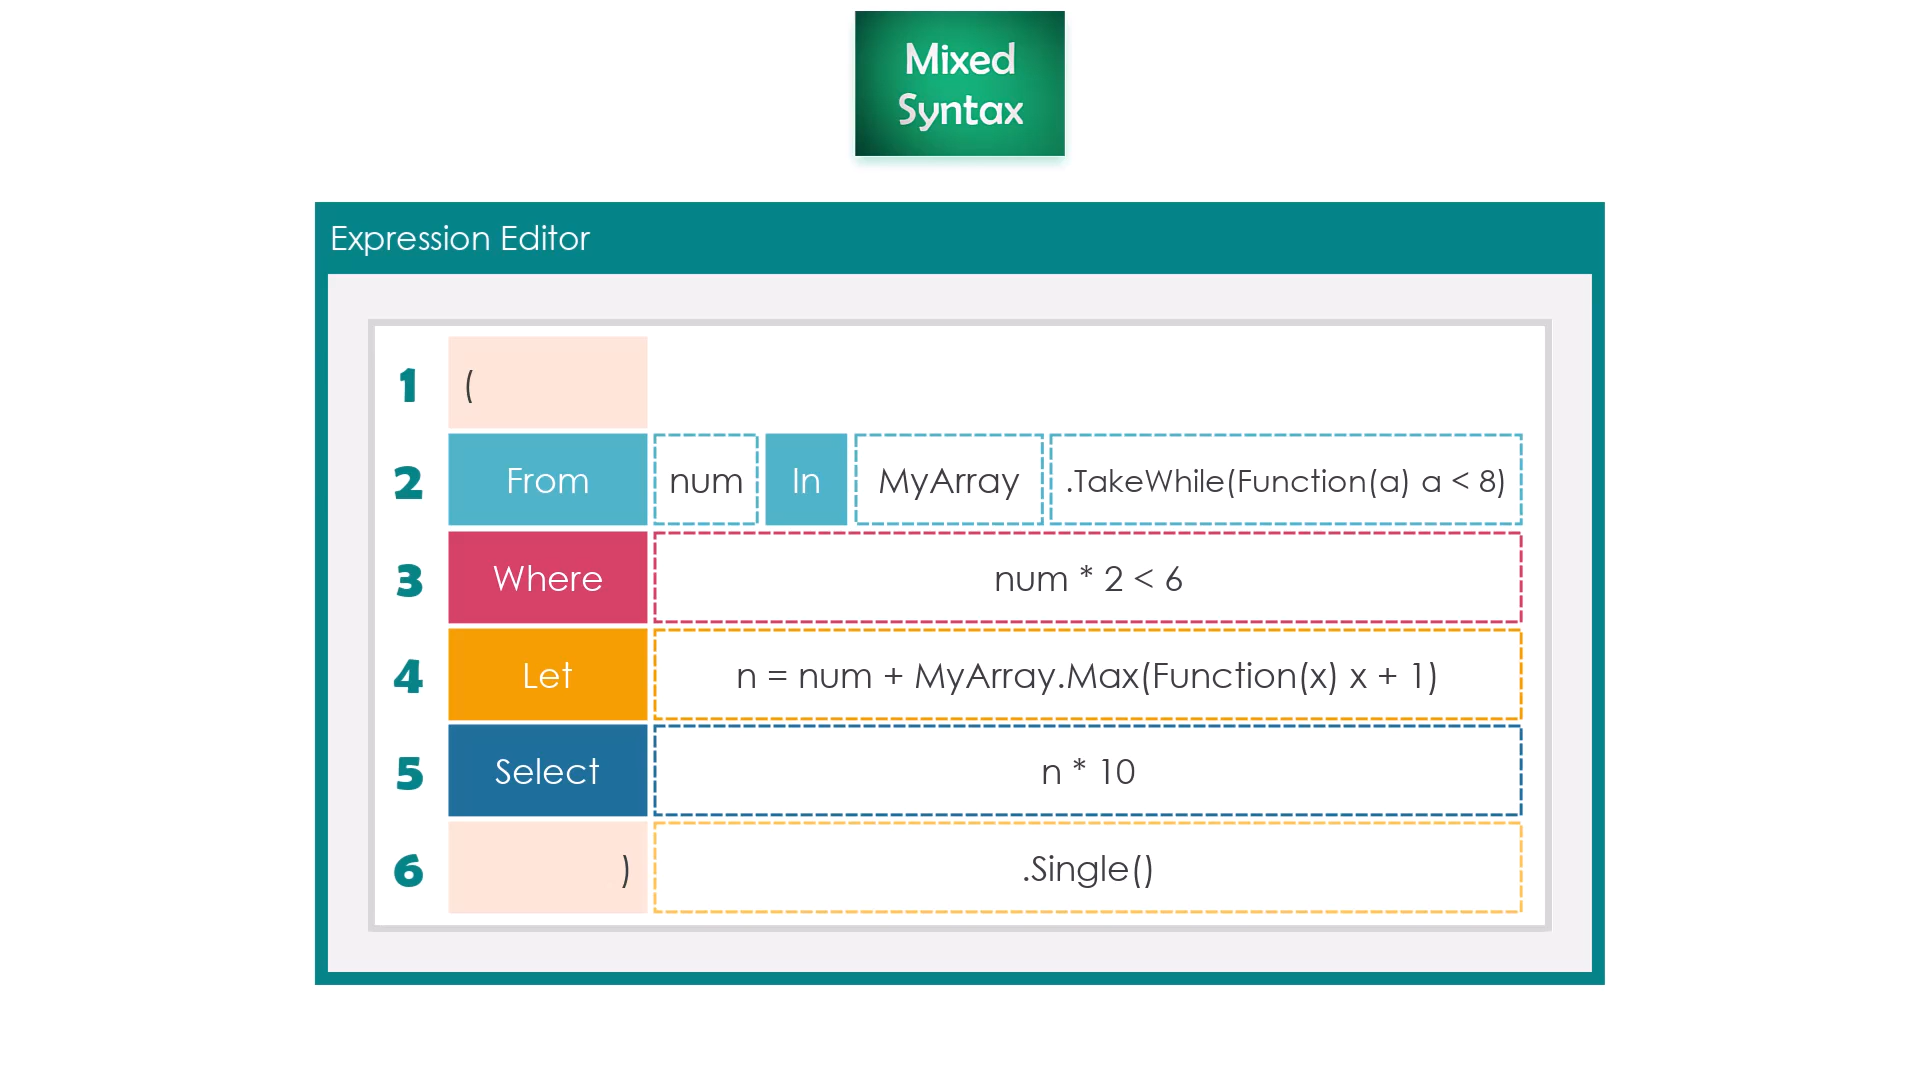 Mixed
Syntax
Expression Editor
1 (
2 From num In MyArray .TakeWhile(Function(a) a < 8)
3 Where num * 2 < 6
4 Let n = num + MyArray.Max(Function(x) x + 1)
5 Select n * 10
6 ) .Single()